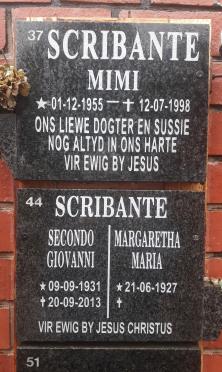 37
SCRIBANTE
MIMI
★01-12-1955 — ✝ 12-07-1998
ONS LIEWE DOGTER EN SUSSIE
NOG ALTYD IN ONS HARTE
VIR EWIG BY JESUS
44
SCRIBANTE
SECONDO
GIOVANNI
★09-09-1931
✝20-09-2013
MARGARETHA
MARIA
★21-06-1927
✝
VIR EWIG BY JESUS CHRISTUS
51